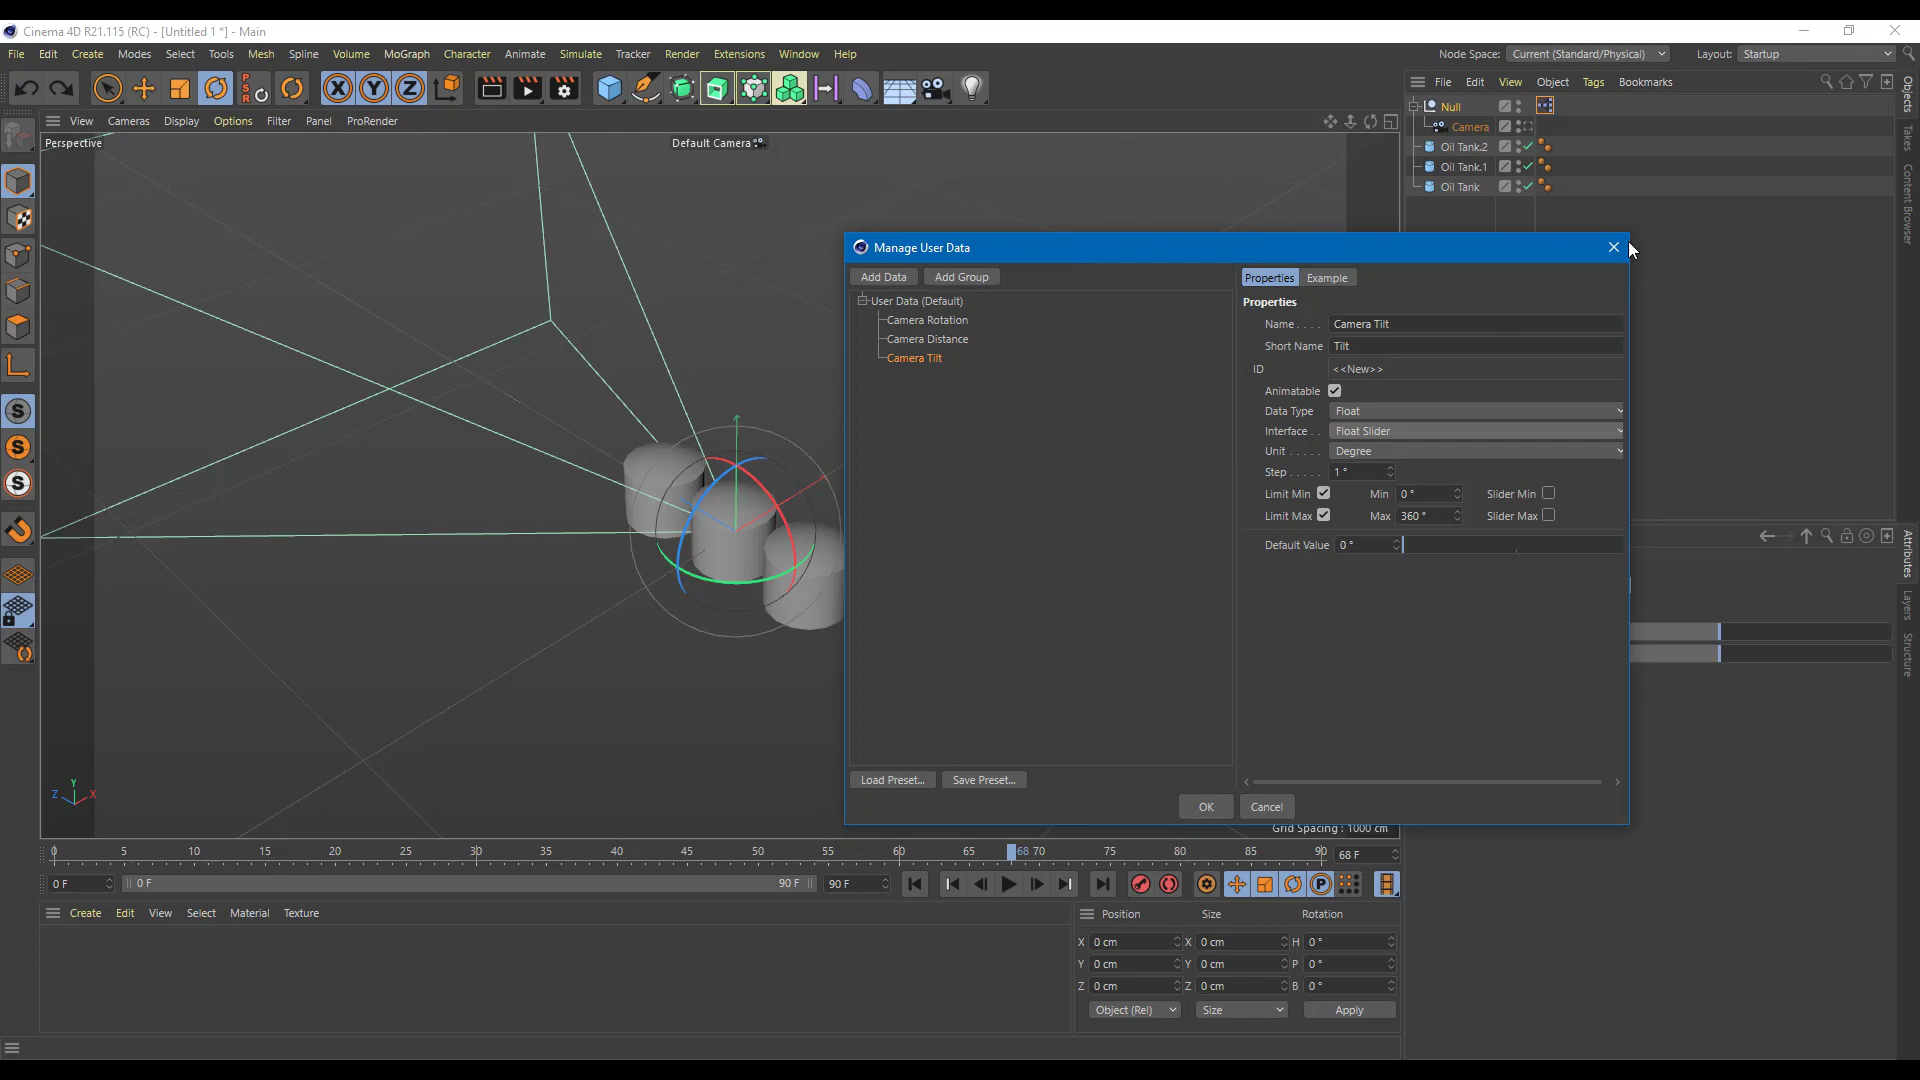 Cinema 4D R21.115 (RC) - [Untitled 1 *] - Main
File Edit Create Modes Select Tools Mesh Spline Volume MoGraph Character Animate Simulate Tracker Render Extensions Window Help
Node Space: Current (Standard/Physical) Layout: Startup
X Y Z
P S R
File Edit View Object Tags Bookmarks
View Cameras Display Options Filter Panel ProRender
Perspective
Default Camera
Null
Camera
Oil Tank.2
Oil Tank.1
Oil Tank
Objects
Takes
Content Browser
Manage User Data
Add Data Add Group
User Data (Default)
Camera Rotation
Camera Distance
Camera Tilt
Properties Example
Properties
Name . . . . Camera Tilt
Short Name Tilt
ID <<New>>
Animatable
Data Type Float
Interface . . Float Slider
Unit . . . . . Degree
Step . . . . . 1 °
Limit Min Min 0 ° Slider Min
Limit Max Max 360 ° Slider Max
Default Value 0 °
Load Preset... Save Preset...
OK Cancel
Grid Spacing : 1000 cm
Attributes
Layers
Structure
S
S
S
Y
Z X
0 5 10 15 20 25 30 35 40 45 50 55 60 65 68 70 75 80 85 90 68 F
0 F 0 F 90 F 90 F
P
Create Edit View Select Material Texture
Position Size Rotation
X 0 cm X 0 cm H 0 °
Y 0 cm Y 0 cm P 0 °
Z 0 cm Z 0 cm B 0 °
Object (Rel) Size Apply